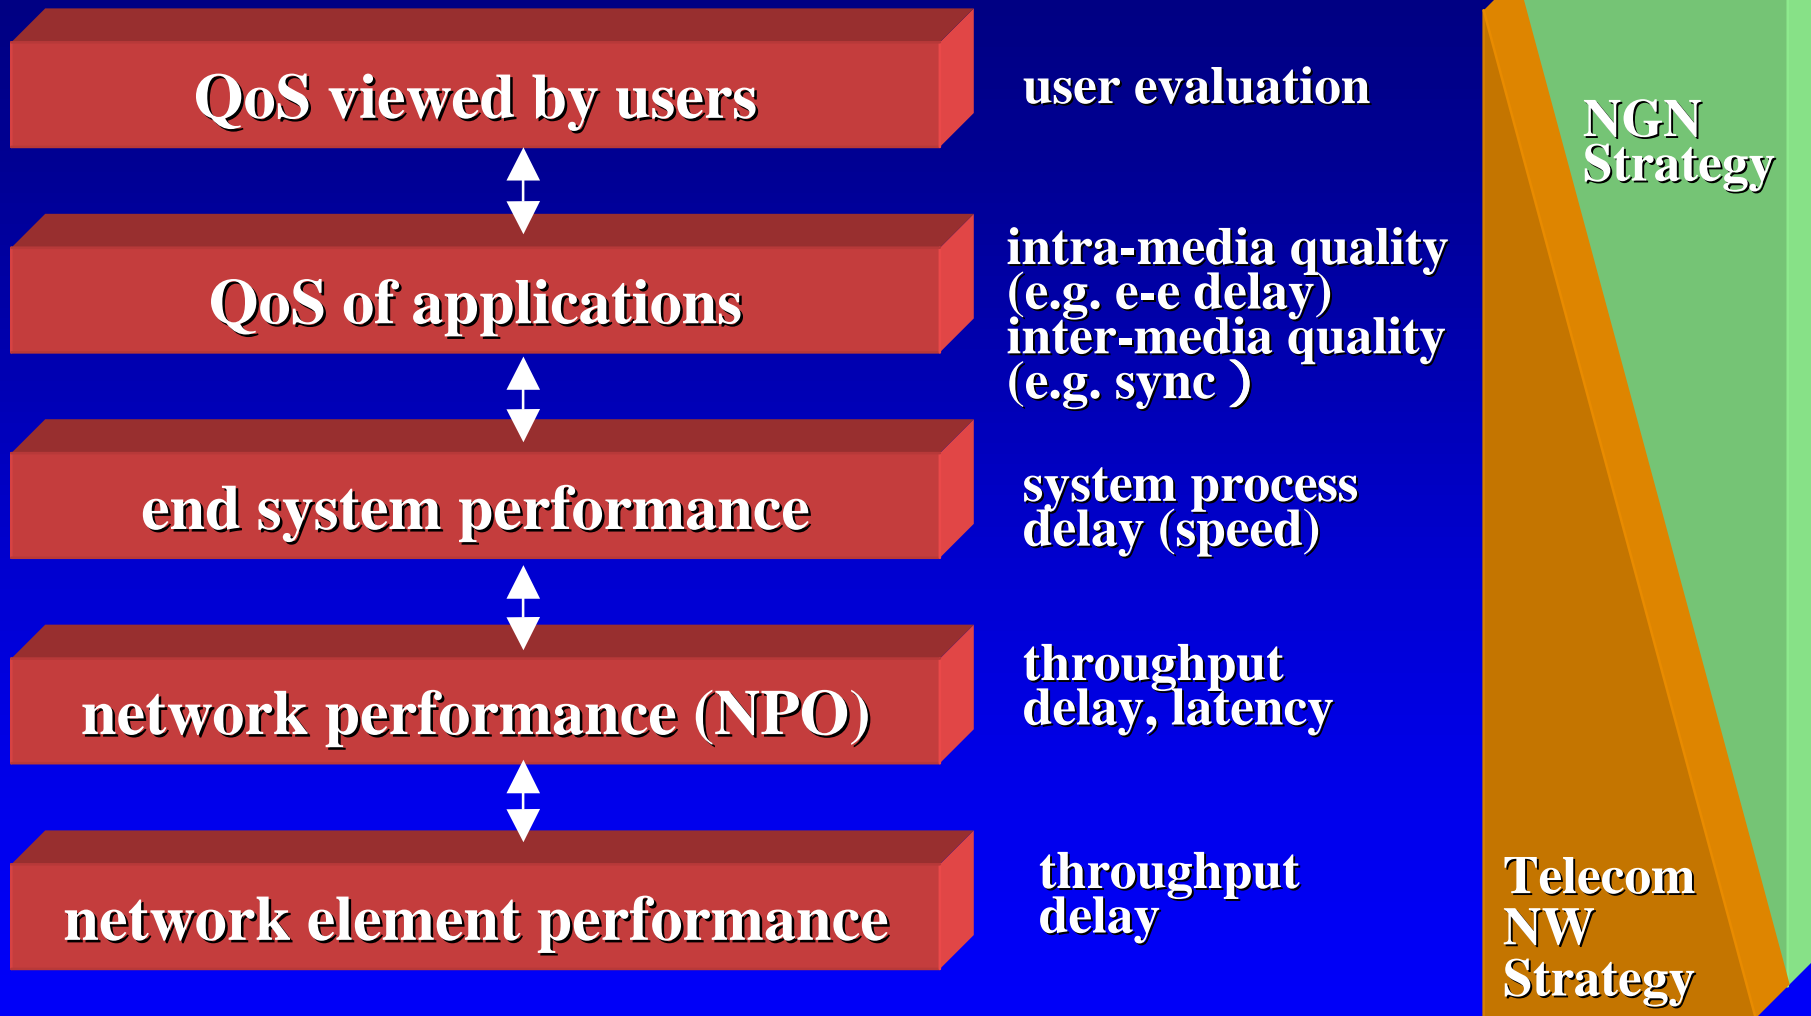 QoS viewed by users
user evaluation
NGN
Strategy
QoS of applications
intra-media quality
(e.g. e-e delay)
inter-media quality
(e.g. sync ）
end system performance
system process
delay (speed)
network performance (NPO)
throughput
delay, latency
network element performance
throughput
delay
Telecom
NW
Strategy